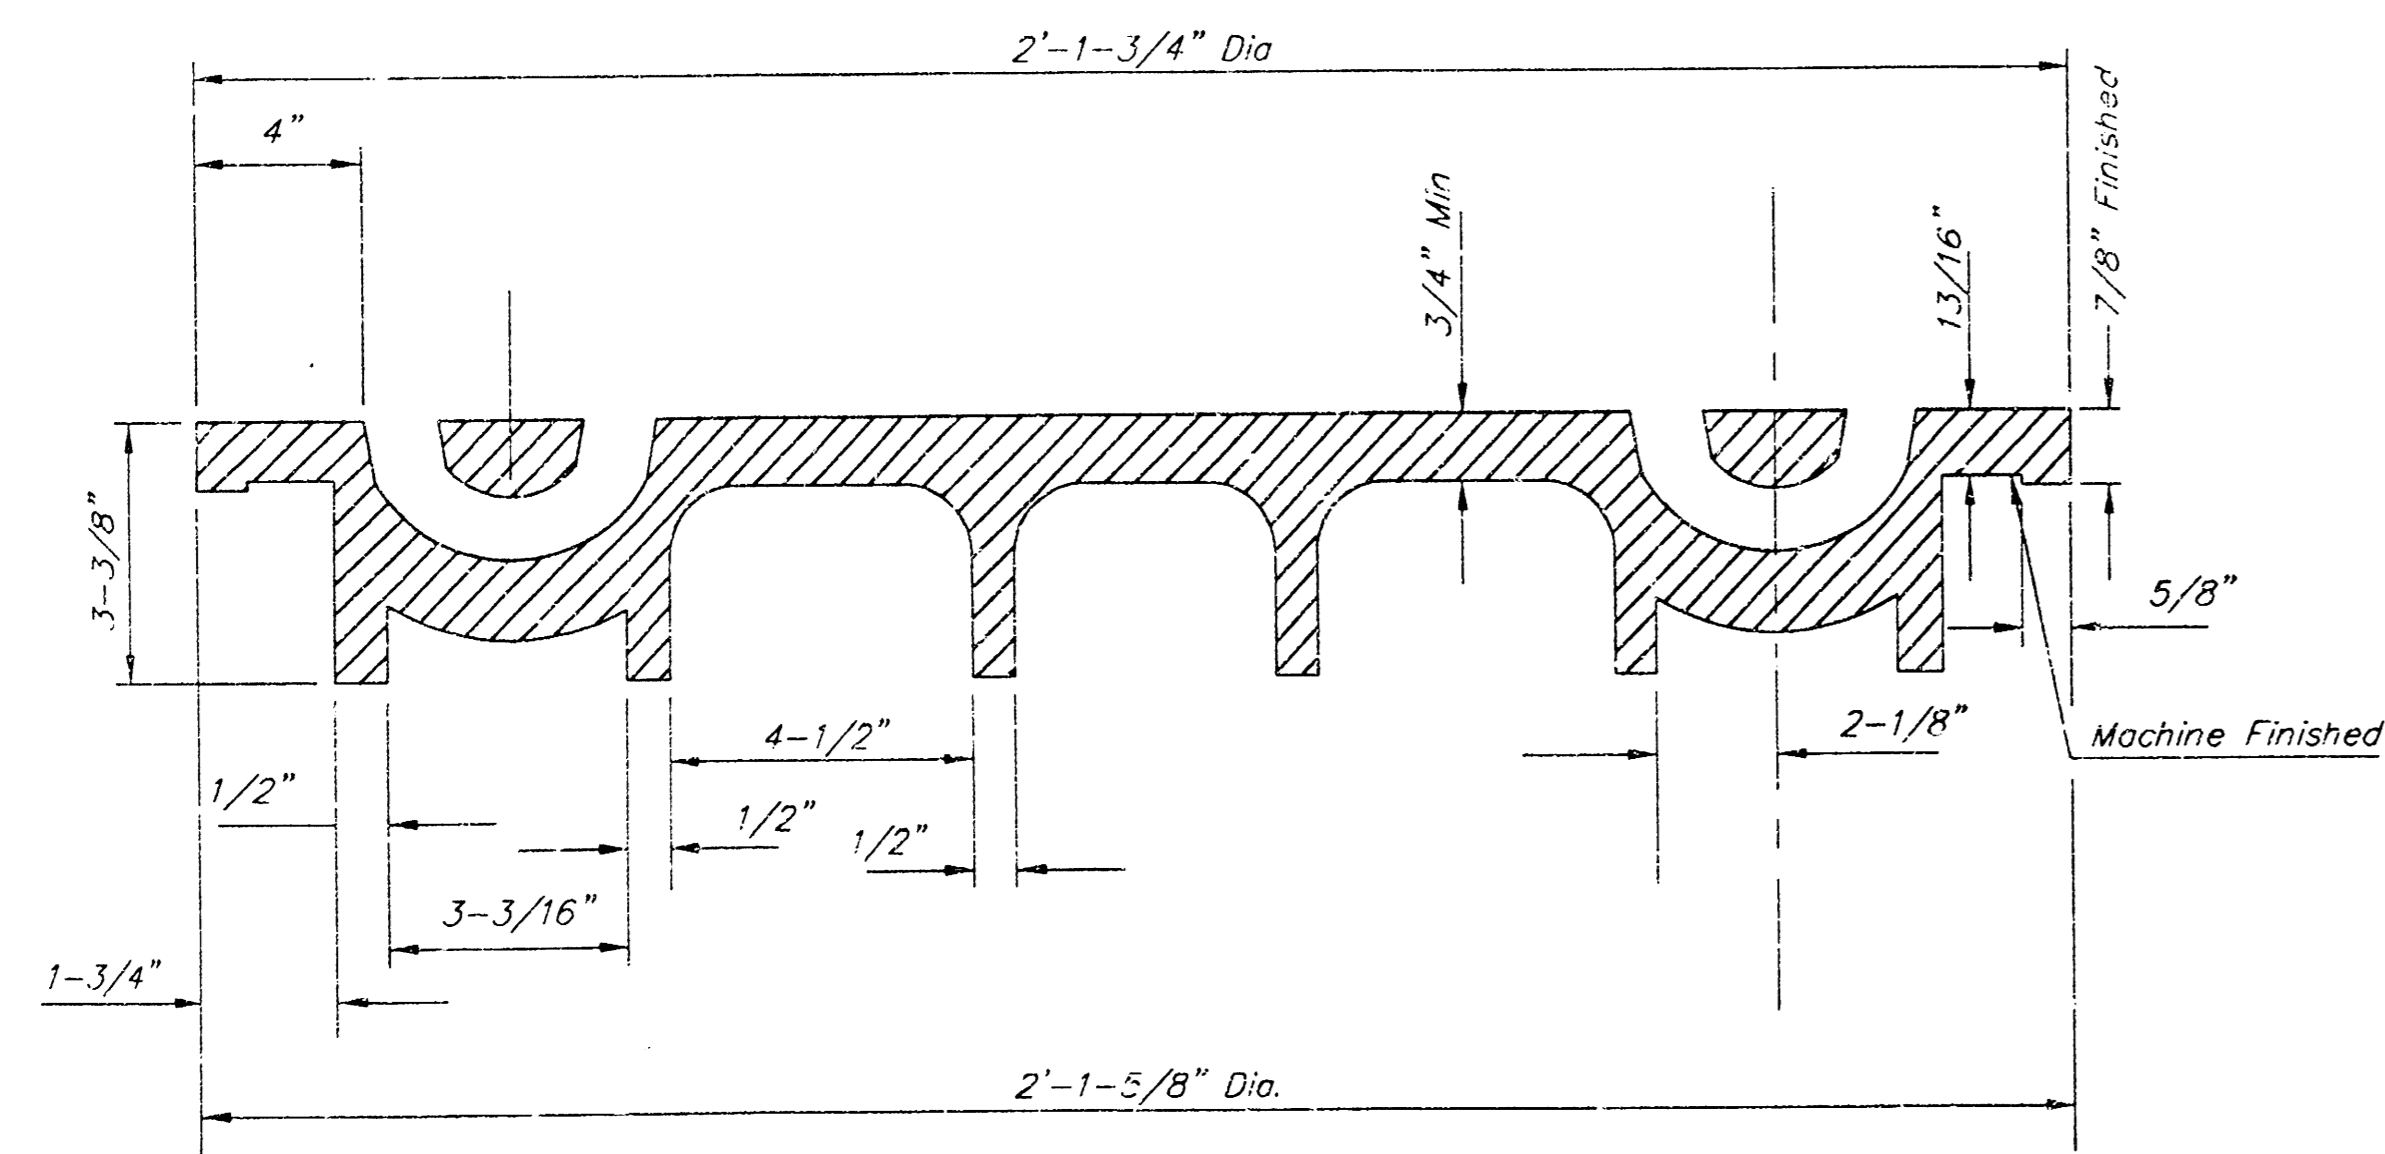 2'-1-3/4" Dia
4"
7/8" Finished
3/4" Min
13/16"
3-3/8"
5/8"
2-1/8"
Machine Finished
4-1/2"
1/2"
1/2"
1/2"
3-3/16"
1-3/4"
2'-1-5/8" Dia.